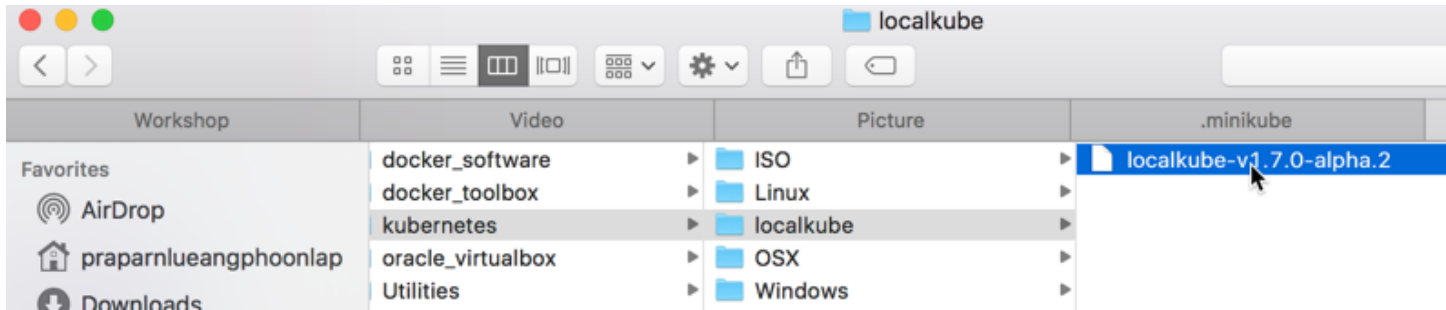 localkube
Workshop
Video
Picture
.minikube
Favorites
AirDrop
praparnlueangphoonlap
Downloads
docker_software
docker_toolbox
kubernetes
oracle_virtualbox
Utilities
ISO
Linux
localkube
OSX
Windows
localkube-v1.7.0-alpha.2